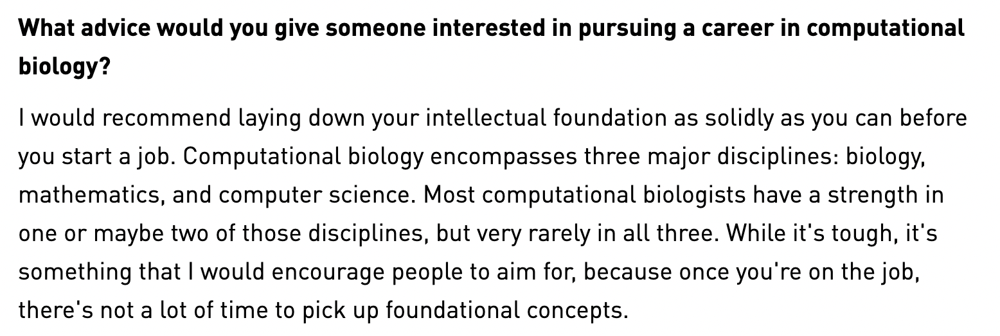 What advice would you give someone interested in pursuing a career in computational
biology?
I would recommend laying down your intellectual foundation as solidly as you can before
you start a job. Computational biology encompasses three major disciplines: biology,
mathematics, and computer science. Most computational biologists have a strength in
one or maybe two of those disciplines, but very rarely in all three. While it's tough, it's
something that I would encourage people to aim for, because once you're on the job,
there's not a lot of time to pick up foundational concepts.